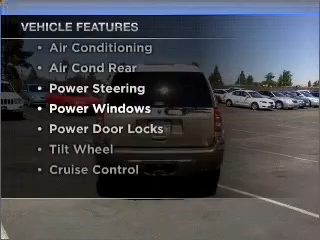 VEHICLE FEATURES
• Air Conditioning
• Air Cond Rear
• Power Steering
• Power Windows
• Power Door Locks
• Tilt Wheel
• Cruise Control